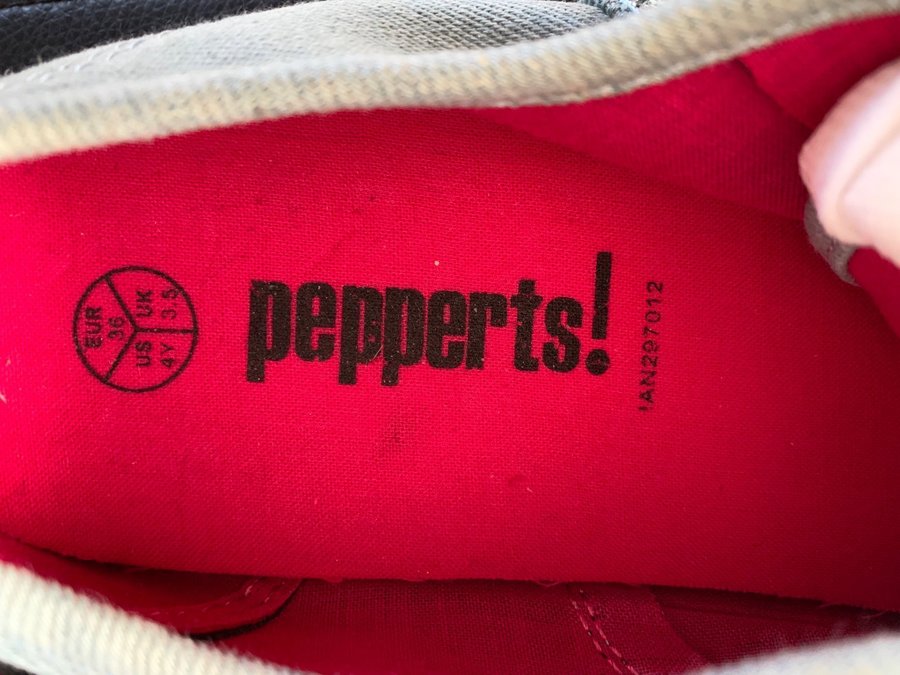 EUR
36
UK
3.5
US
4Y
pepperts!
IAN297012